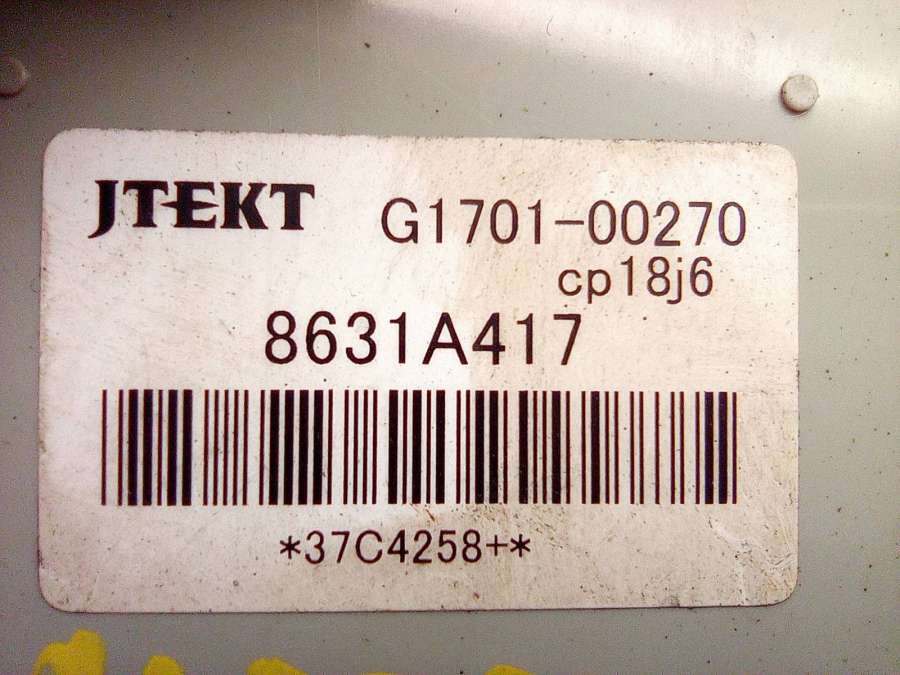 JTEKT G1701-00270
cp18j6
8631A417
*37C4258+*